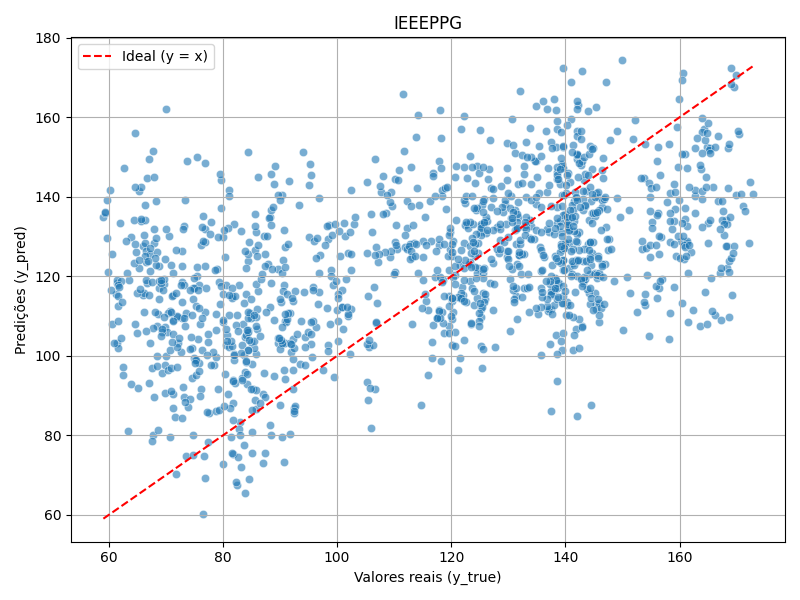 IEEEPPG
Ideal (y = x)
180
160
140
120
100
80
60
Predições (y_pred)
60 80 100 120 140 160
Valores reais (y_true)